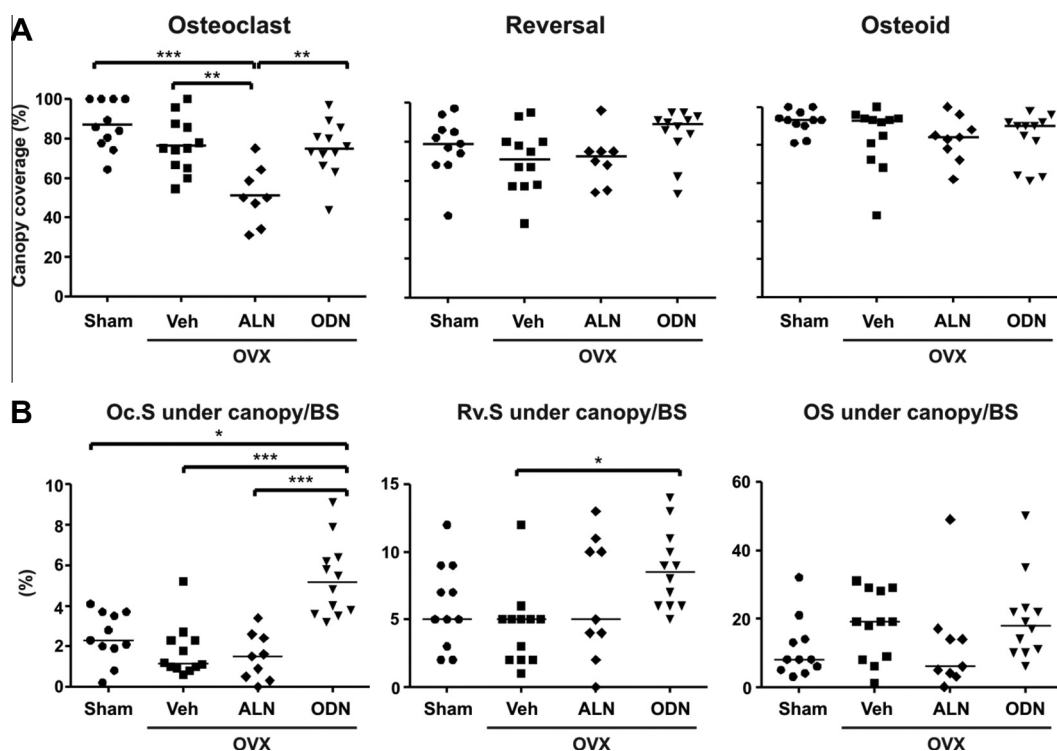 A
Osteoclast Reversal Osteoid
*** **
**
Canopy coverage (%)
100
80
60
40
20
0
Sham Veh ALN ODN Veh ALN ODN Sham Veh ALN ODN
Sham
OVX OVX OVX
B
Oc.S under canopy/BS Rv.S under canopy/BS OS under canopy/BS
*
***
***
*
(%)
10
8
6
4
2
0
15
10
5
0
60
40
20
0
Sham Veh ALN ODN Sham Veh ALN ODN Sham Veh ALN ODN
OVX OVX OVX